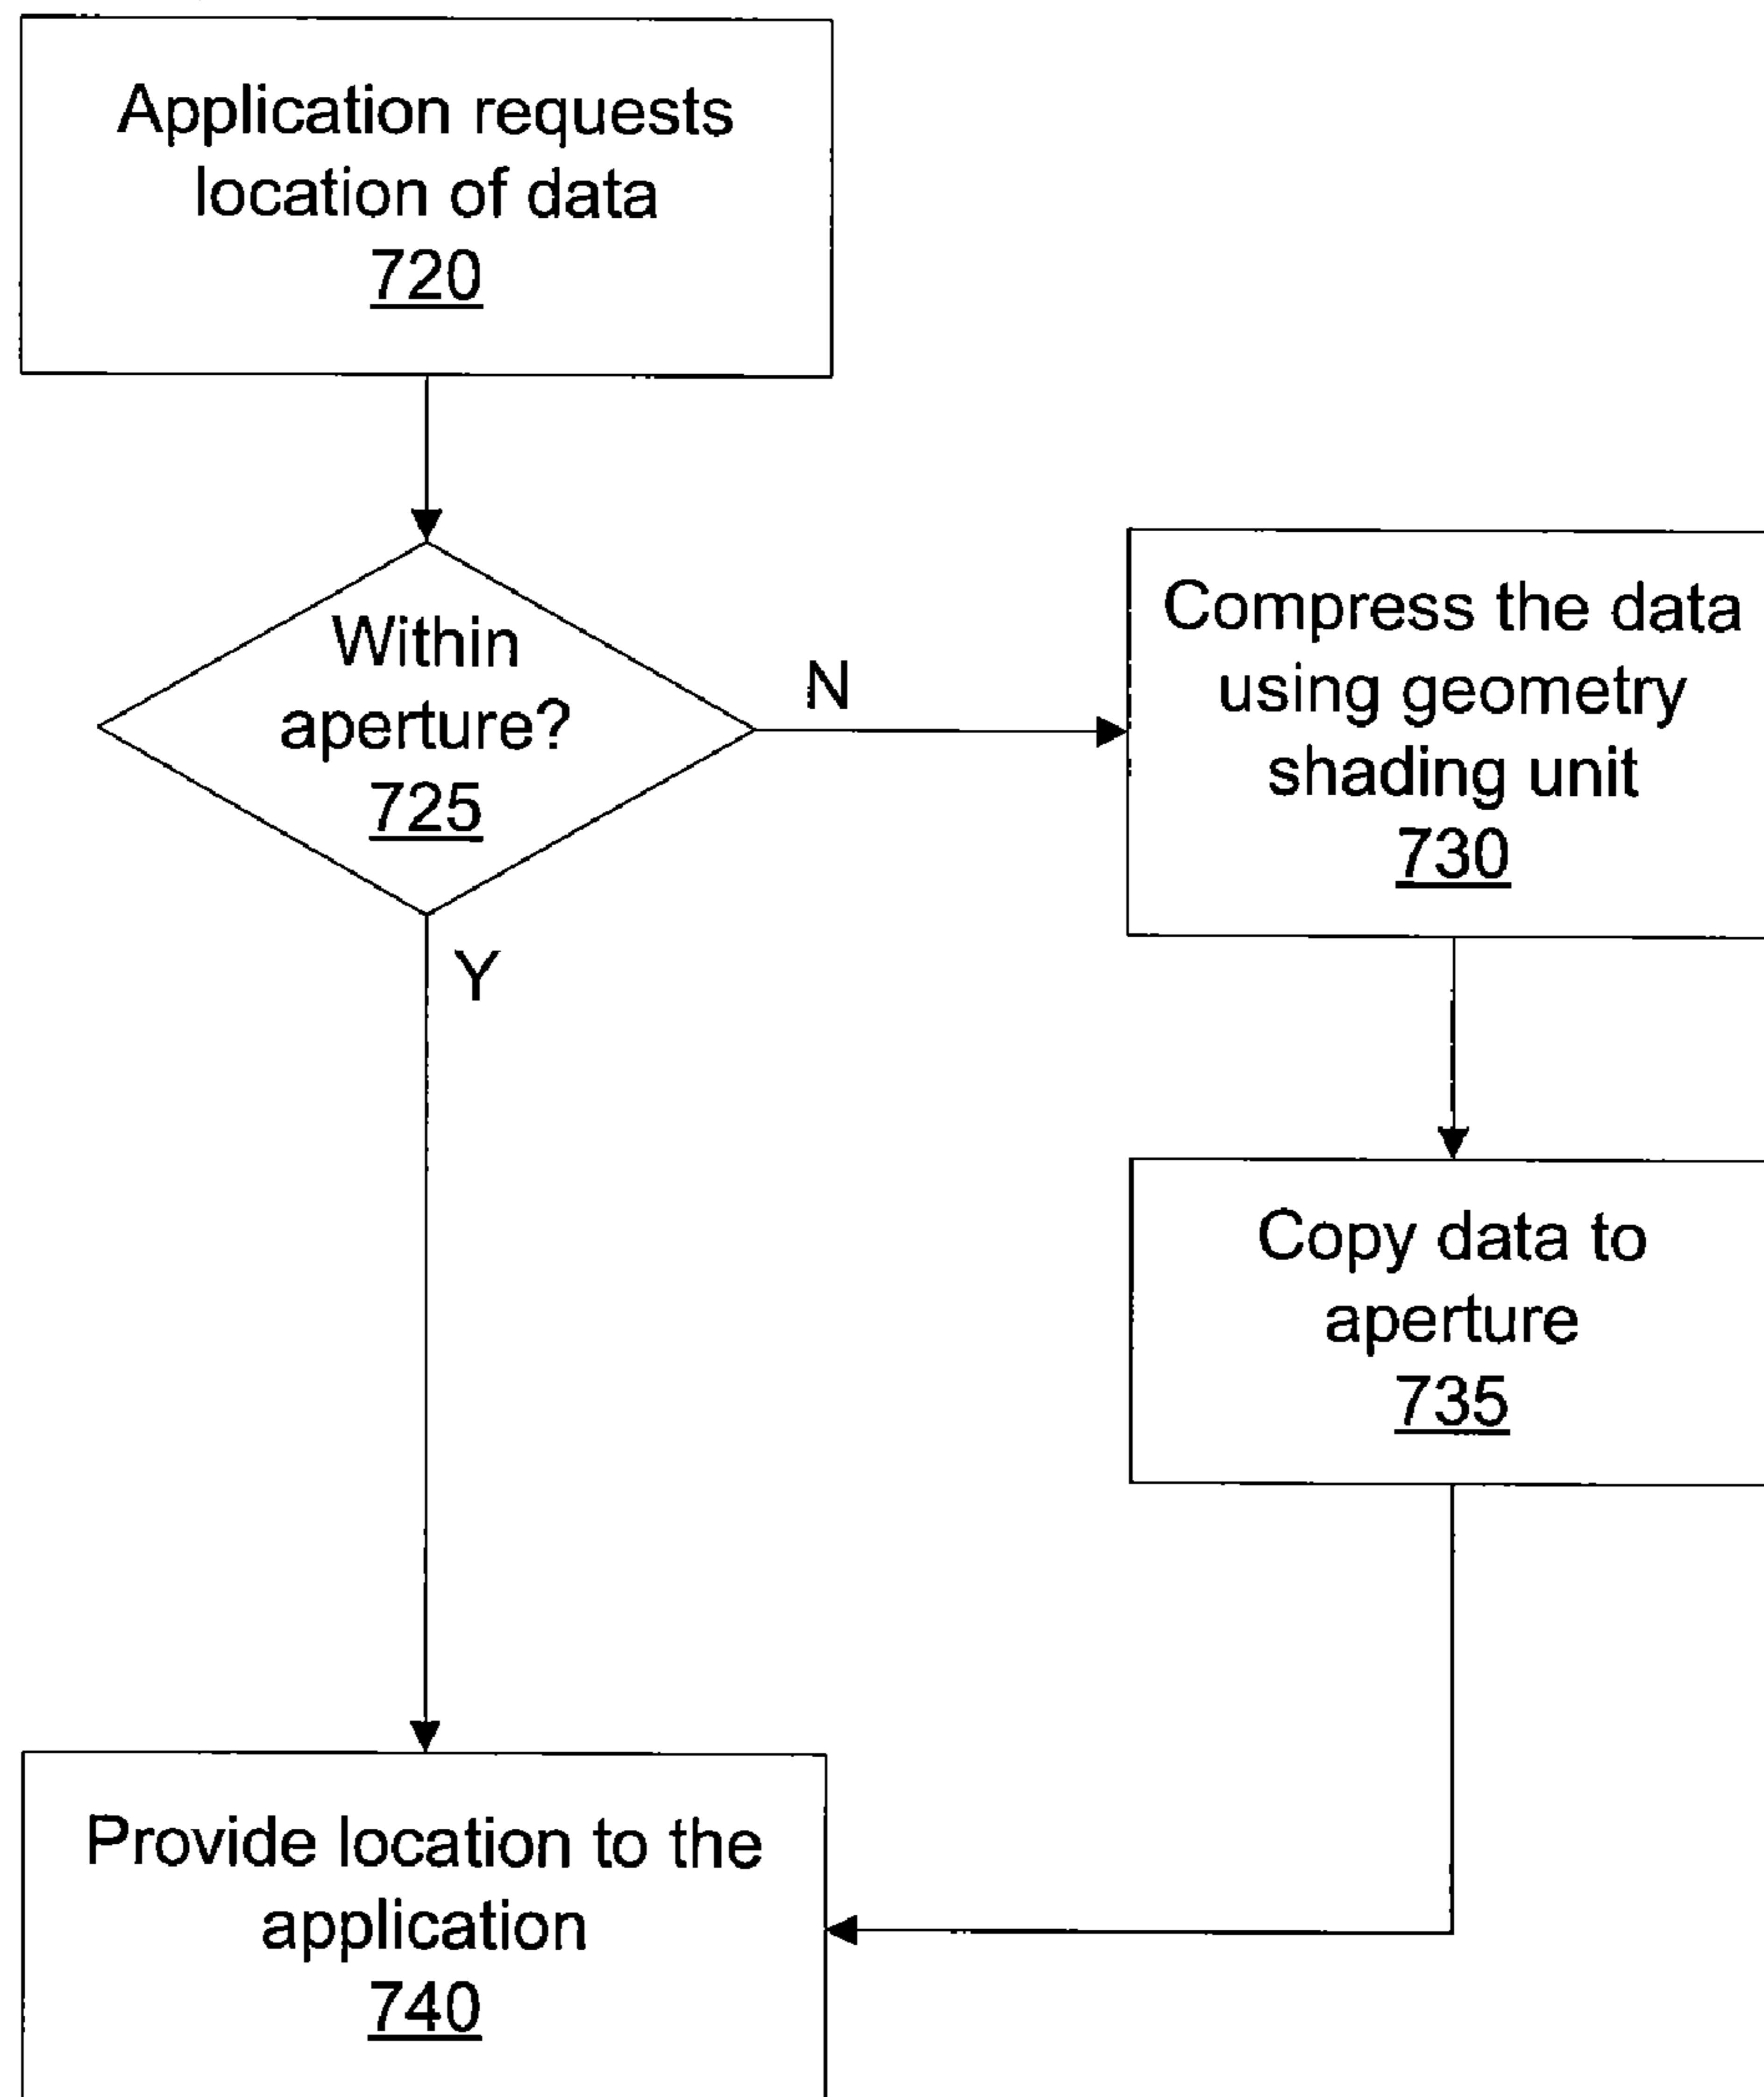 Application requests
location of data
720
Within
aperture?
725
N
Y
Compress the data
using geometry
shading unit
730
Copy data to
aperture
735
Provide location to the
application
740